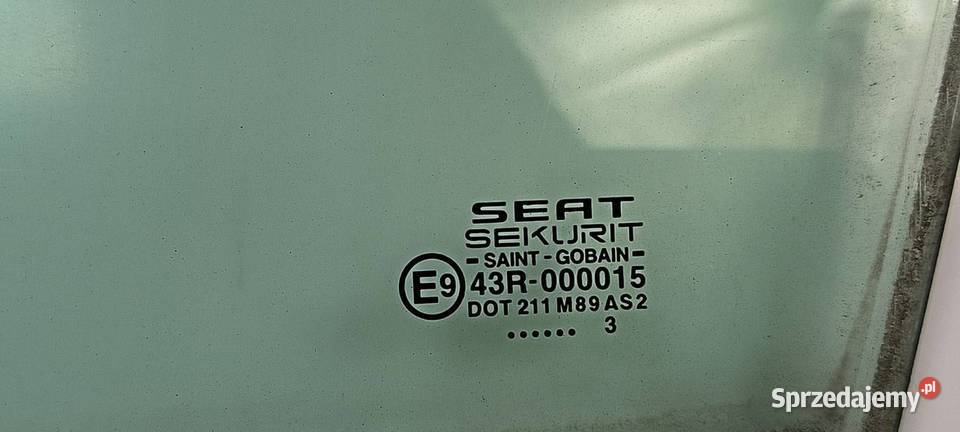 SEAT
SEKURIT
- SAINT - GOBAIN -
E9 43R-000015
DOT 211 M89 AS2
...... 3
Sprzedajemy.pl